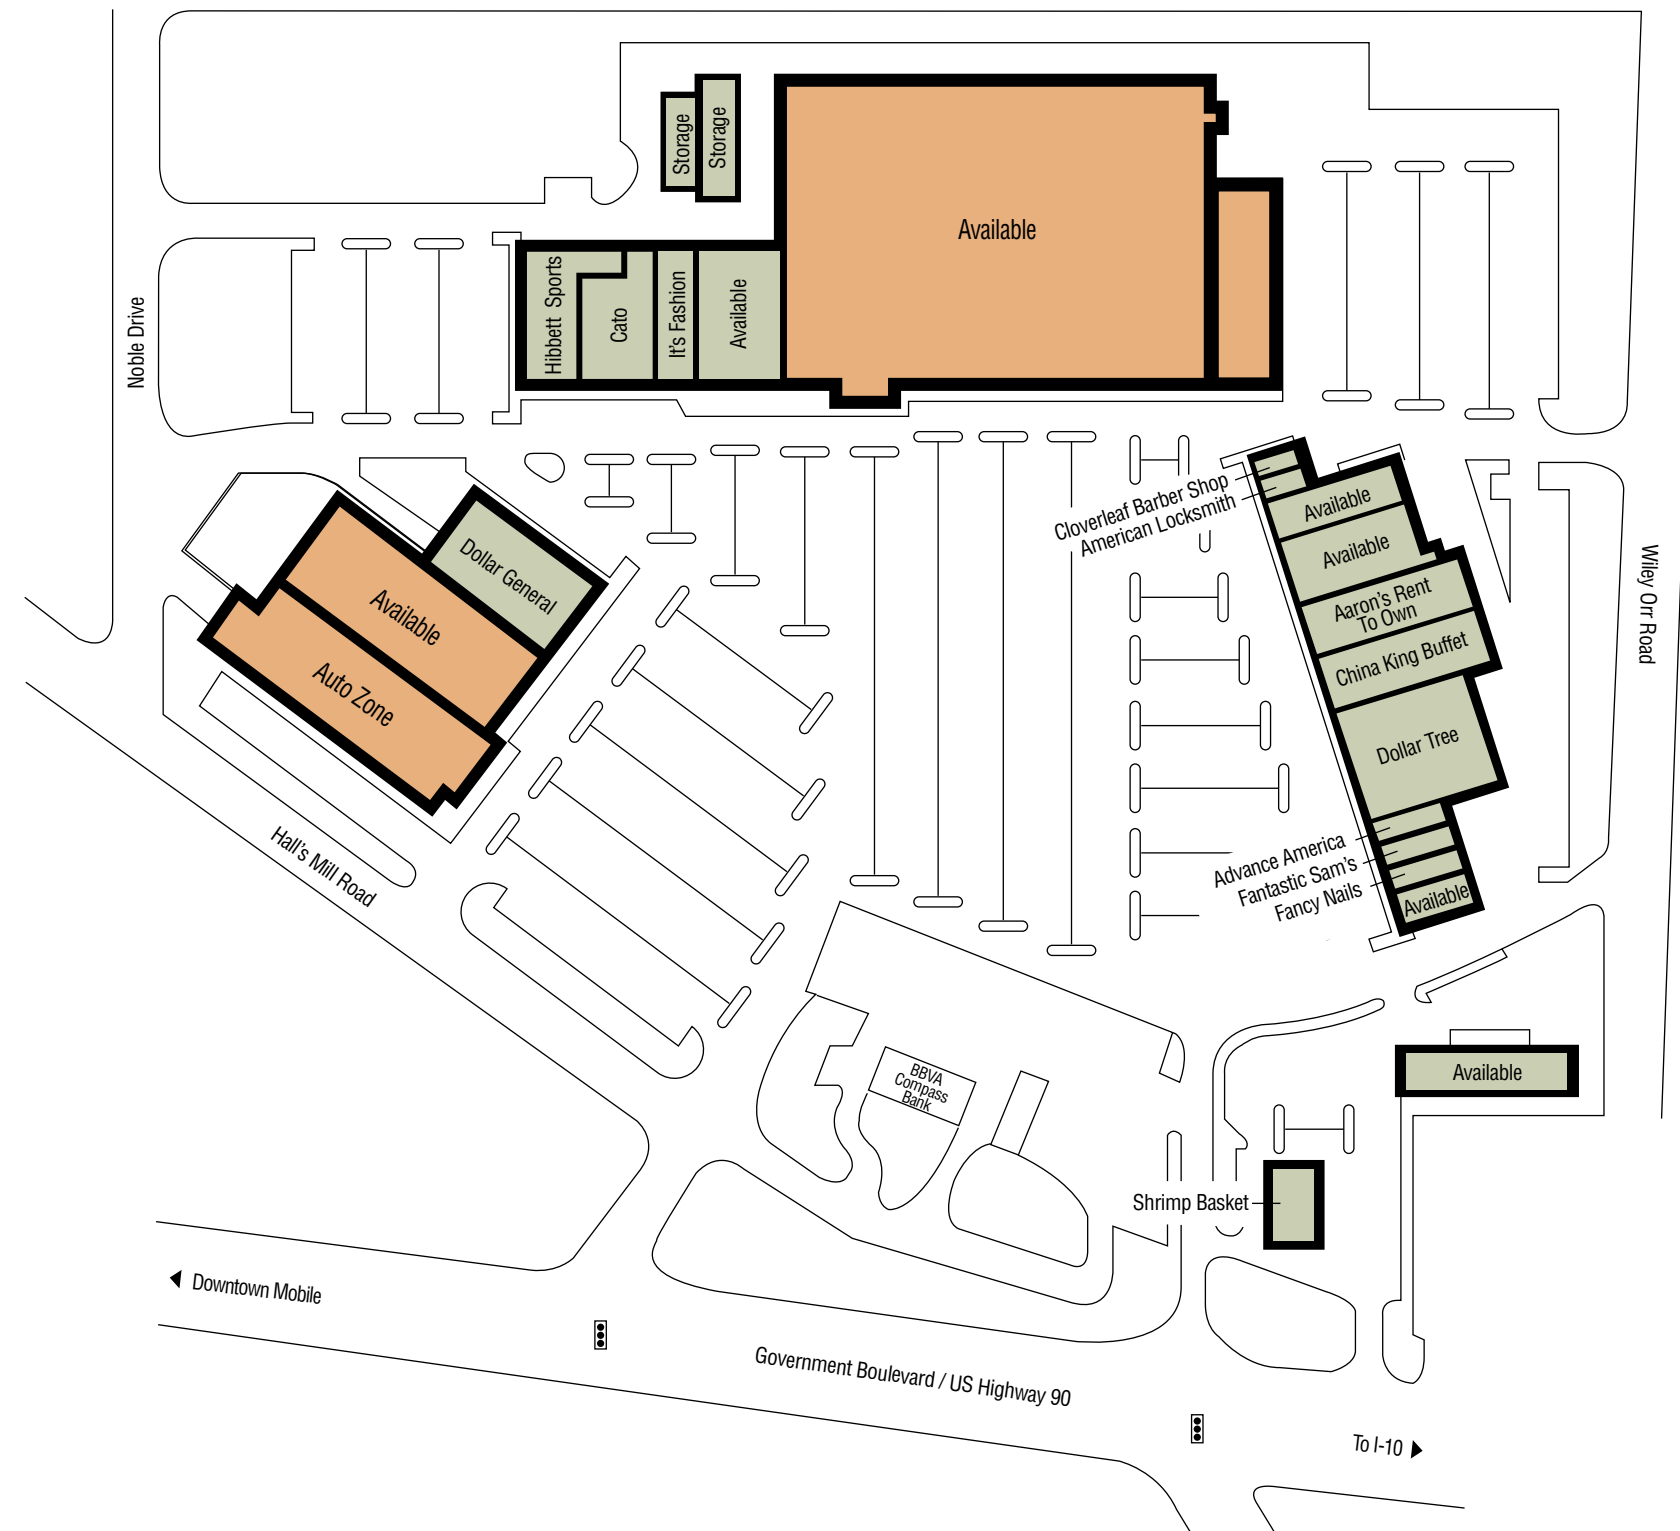 Storage
Storage
Available
Noble Drive
Hibbett Sports
Cato
It's Fashion
Available
Cloverleaf Barber Shop
American Locksmith
Available
Available
Aaron's Rent
To Own
China King Buffet
Dollar Tree
Wiley Orr Road
Dollar General
Available
Auto Zone
Hall's Mill Road
Advance America
Fantastic Sam's
Fancy Nails
Available
BBVA
Compass
Bank
Available
Shrimp Basket
Downtown Mobile
Government Boulevard / US Highway 90
To I-10